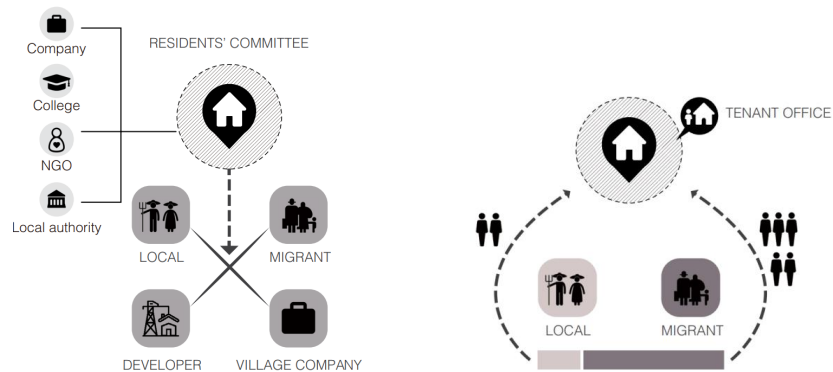 Company
College
NGO
Local authority
RESIDENTS' COMMITTEE
LOCAL
MIGRANT
DEVELOPER
VILLAGE COMPANY
TENANT OFFICE
LOCAL
MIGRANT